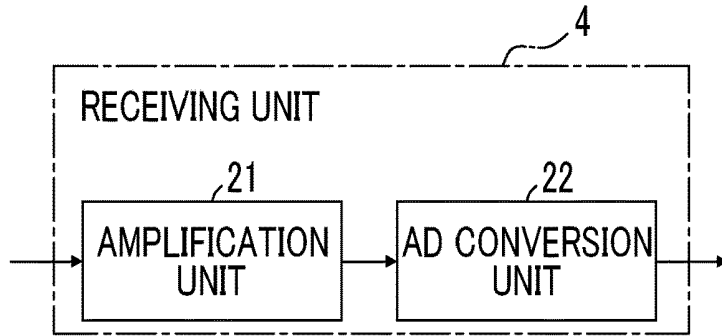 4
RECEIVING UNIT
21
22
AMPLIFICATION
UNIT
AD CONVERSION
UNIT